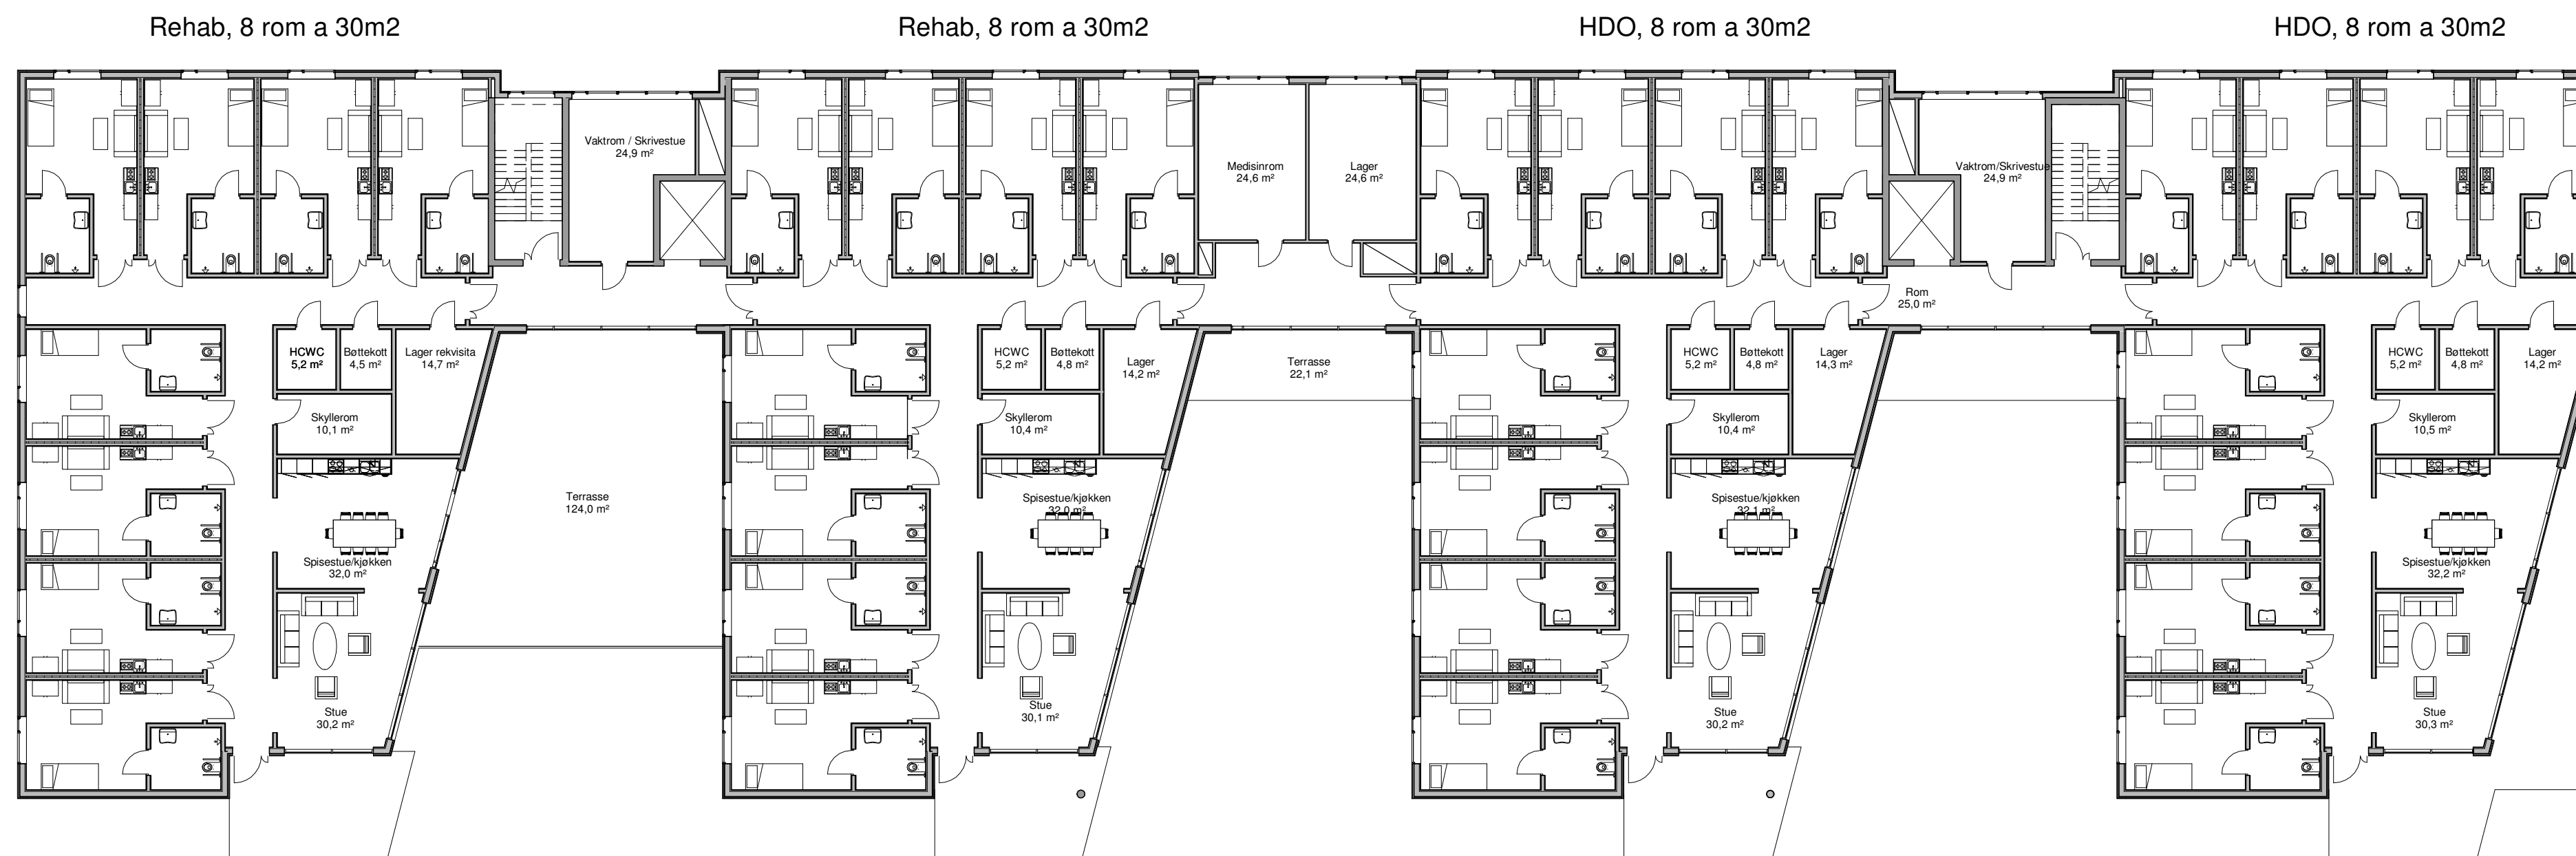 Rehab, 8 rom a 30m2
Rehab, 8 rom a 30m2
HDO, 8 rom a 30m2
HDO, 8 rom a 30m2
Vaktrom / Skrivestue
24,9 m²
Medisinrom
24,6 m²
Lager
24,6 m²
Vaktrom/Skrivestue
24,9 m²
Rom
25,0 m²
HCWC
5,2 m²
Bøttekott
4,5 m²
Lager rekvisita
14,7 m²
Skyllerom
10,1 m²
Terrasse
124,0 m²
Spisestue/kjøkken
32,0 m²
Stue
30,2 m²
HCWC
5,2 m²
Bøttekott
4,8 m²
Lager
14,2 m²
Skyllerom
10,4 m²
Spisestue/kjøkken
32,0 m²
Stue
30,1 m²
Terrasse
22,1 m²
HCWC
5,2 m²
Bøttekott
4,8 m²
Lager
14,3 m²
Skyllerom
10,4 m²
Spisestue/kjøkken
32,1 m²
Stue
30,2 m²
HCWC
5,2 m²
Bøttekott
4,8 m²
Lager
14,2 m²
Skyllerom
10,5 m²
Spisestue/kjøkken
32,2 m²
Stue
30,3 m²